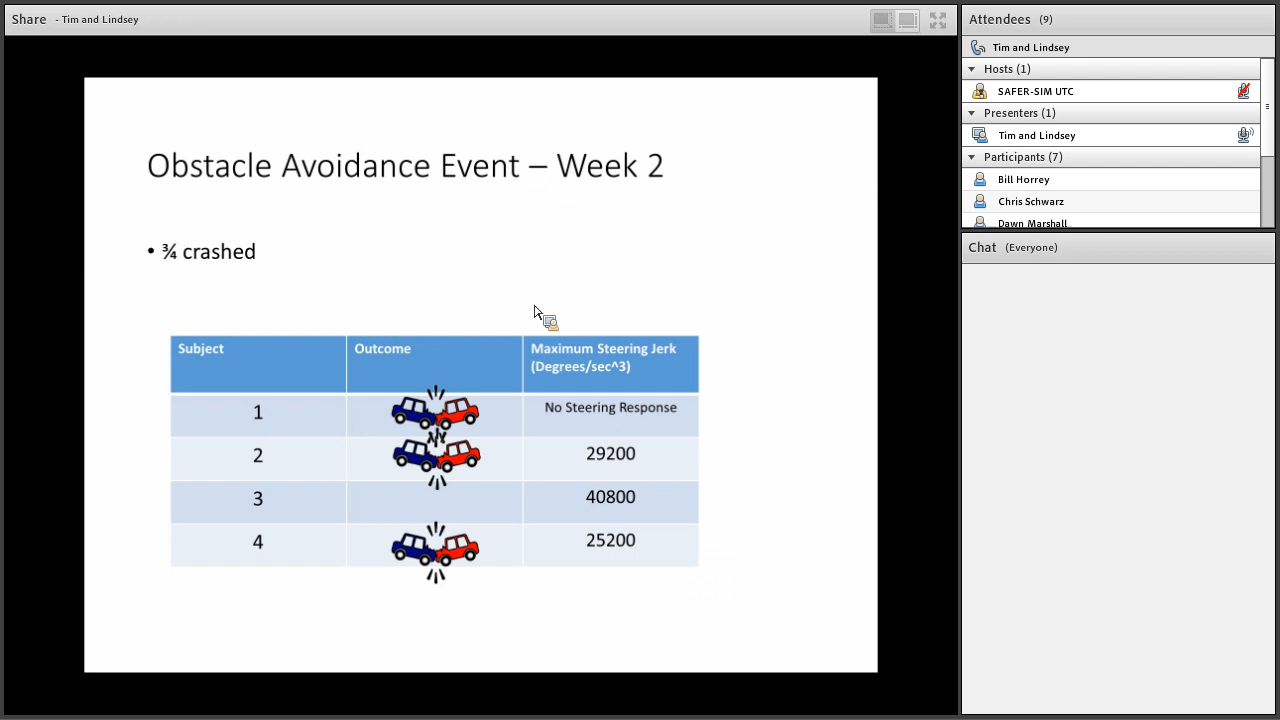 Share - Tim and Lindsey
Obstacle Avoidance Event – Week 2
• ¾ crashed
Subject Outcome Maximum Steering Jerk
(Degrees/sec^3)
1 No Steering Response
2 29200
3 40800
4 25200
Attendees (9)
Tim and Lindsey
Hosts (1)
SAFER-SIM UTC
Presenters (1)
Tim and Lindsey
Participants (7)
Bill Horrey
Chris Schwarz
Dawn Marshall
Chat (Everyone)